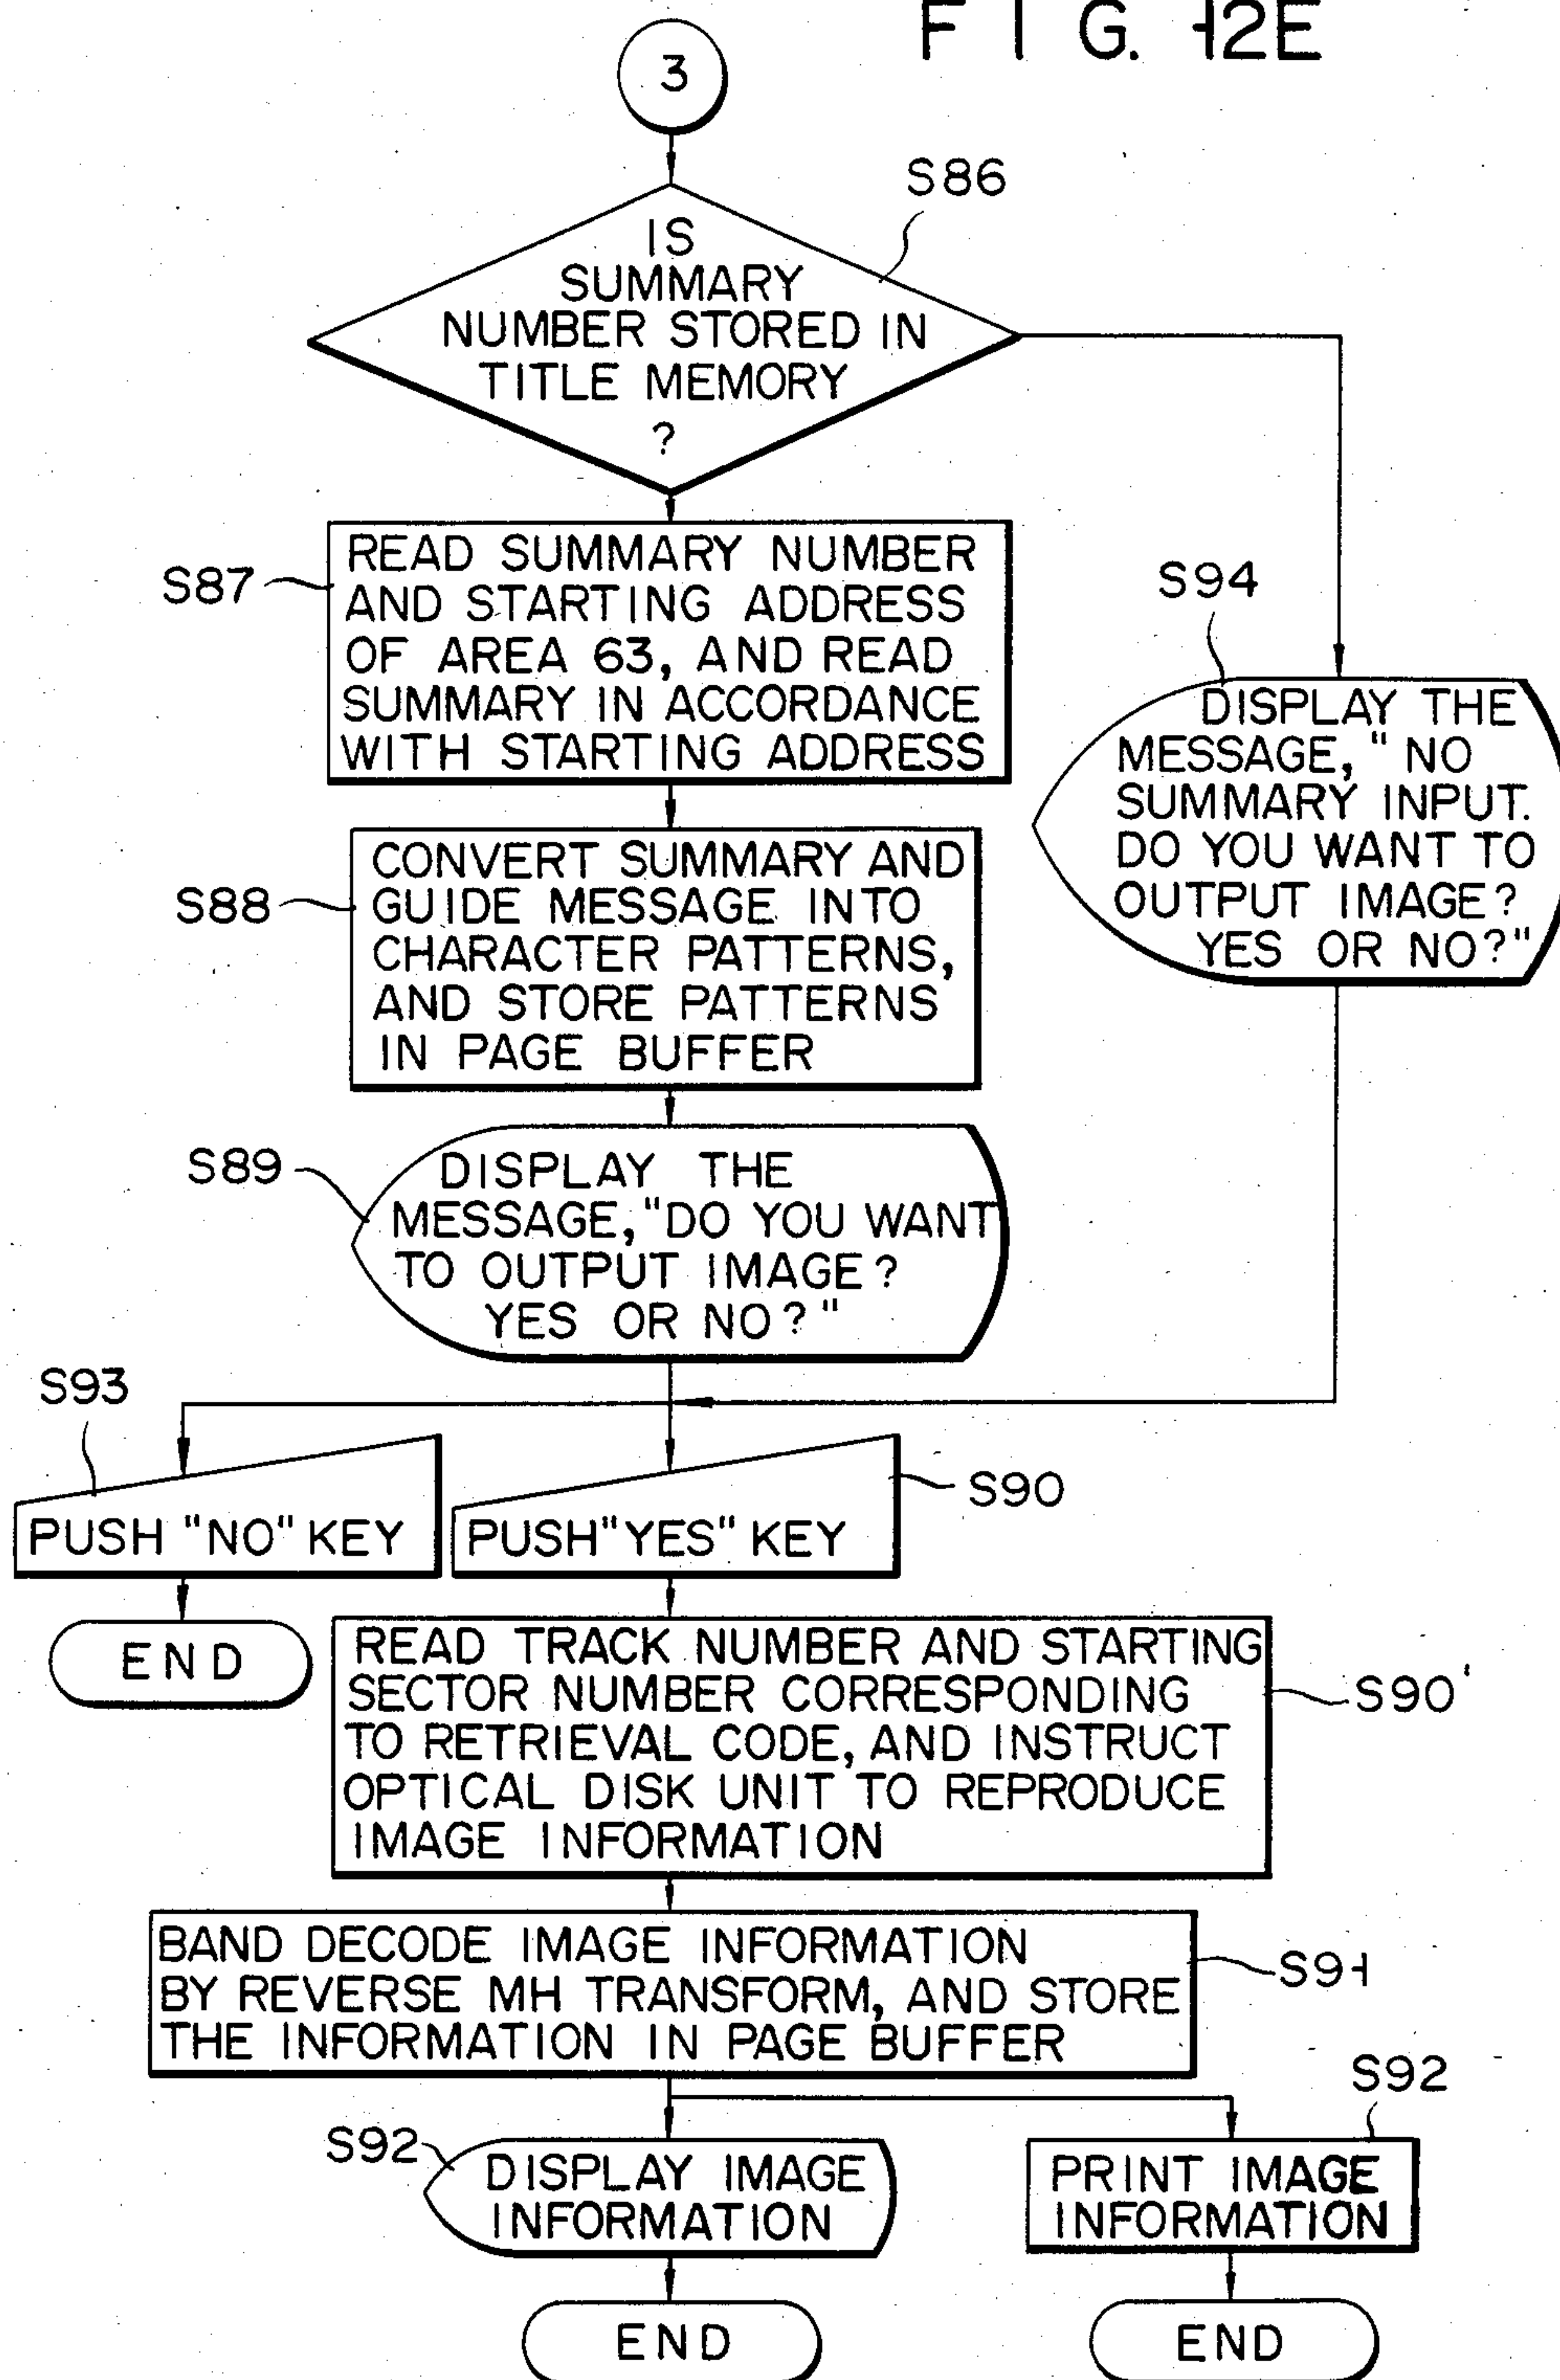 FIG. 12E
3
S86
IS
SUMMARY
NUMBER STORED IN
TITLE MEMORY
?
S87
READ SUMMARY NUMBER
AND STARTING ADDRESS
OF AREA 63, AND READ
SUMMARY IN ACCORDANCE
WITH STARTING ADDRESS
S94
DISPLAY THE
MESSAGE, "NO
SUMMARY INPUT.
DO YOU WANT TO
OUTPUT IMAGE?
YES OR NO?"
S88
CONVERT SUMMARY AND
GUIDE MESSAGE INTO
CHARACTER PATTERNS,
AND STORE PATTERNS
IN PAGE BUFFER
S89
DISPLAY THE
MESSAGE, "DO YOU WANT
TO OUTPUT IMAGE?
YES OR NO?"
S93
PUSH "NO" KEY
S90
PUSH "YES" KEY
END
READ TRACK NUMBER AND STARTING
SECTOR NUMBER CORRESPONDING
TO RETRIEVAL CODE, AND INSTRUCT
OPTICAL DISK UNIT TO REPRODUCE
IMAGE INFORMATION
S90'
BAND DECODE IMAGE INFORMATION
BY REVERSE MH TRANSFORM, AND STORE
THE INFORMATION IN PAGE BUFFER
S91
S92
DISPLAY IMAGE
INFORMATION
S92
PRINT IMAGE
INFORMATION
END
END